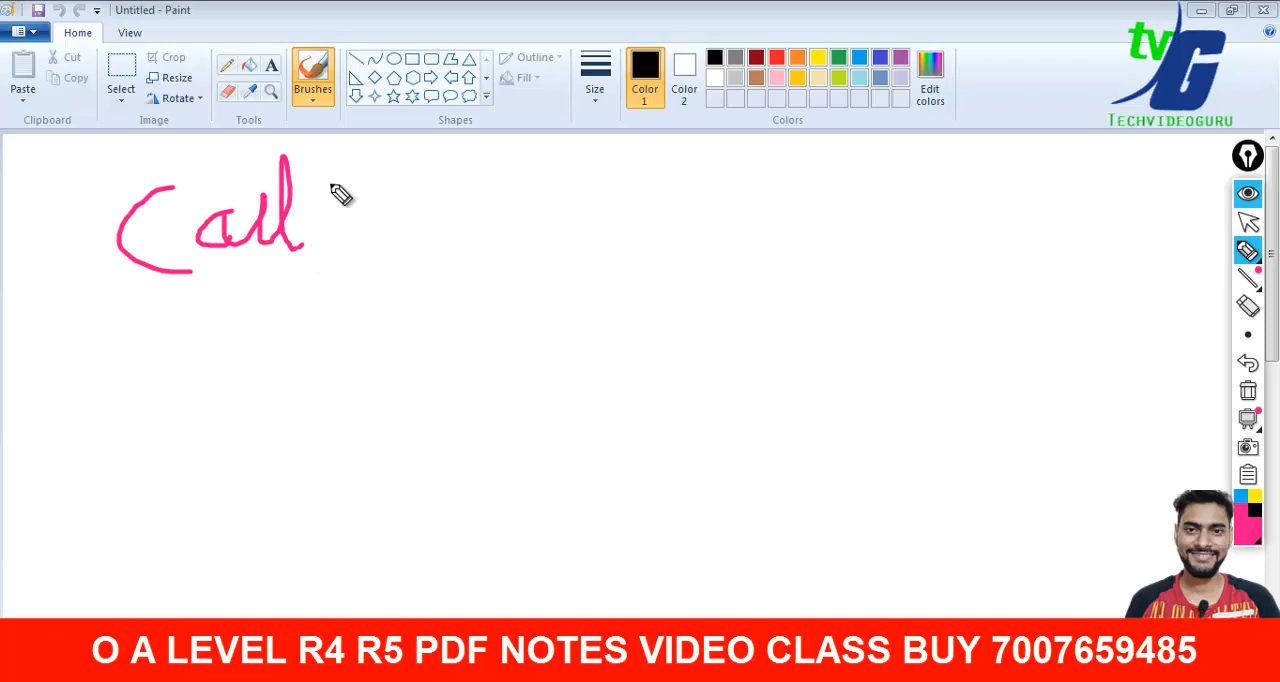 Untitled - Paint
Home View
Paste
Cut
Copy
Clipboard
Select
Crop
Resize
Rotate
Image
Tools
Brushes
Outline
Fill
Shapes
Size
Color 1
Color 2
Edit colors
Colors
tvG
TECHVIDEOGURU
Call
O A LEVEL R4 R5 PDF NOTES VIDEO CLASS BUY 7007659485